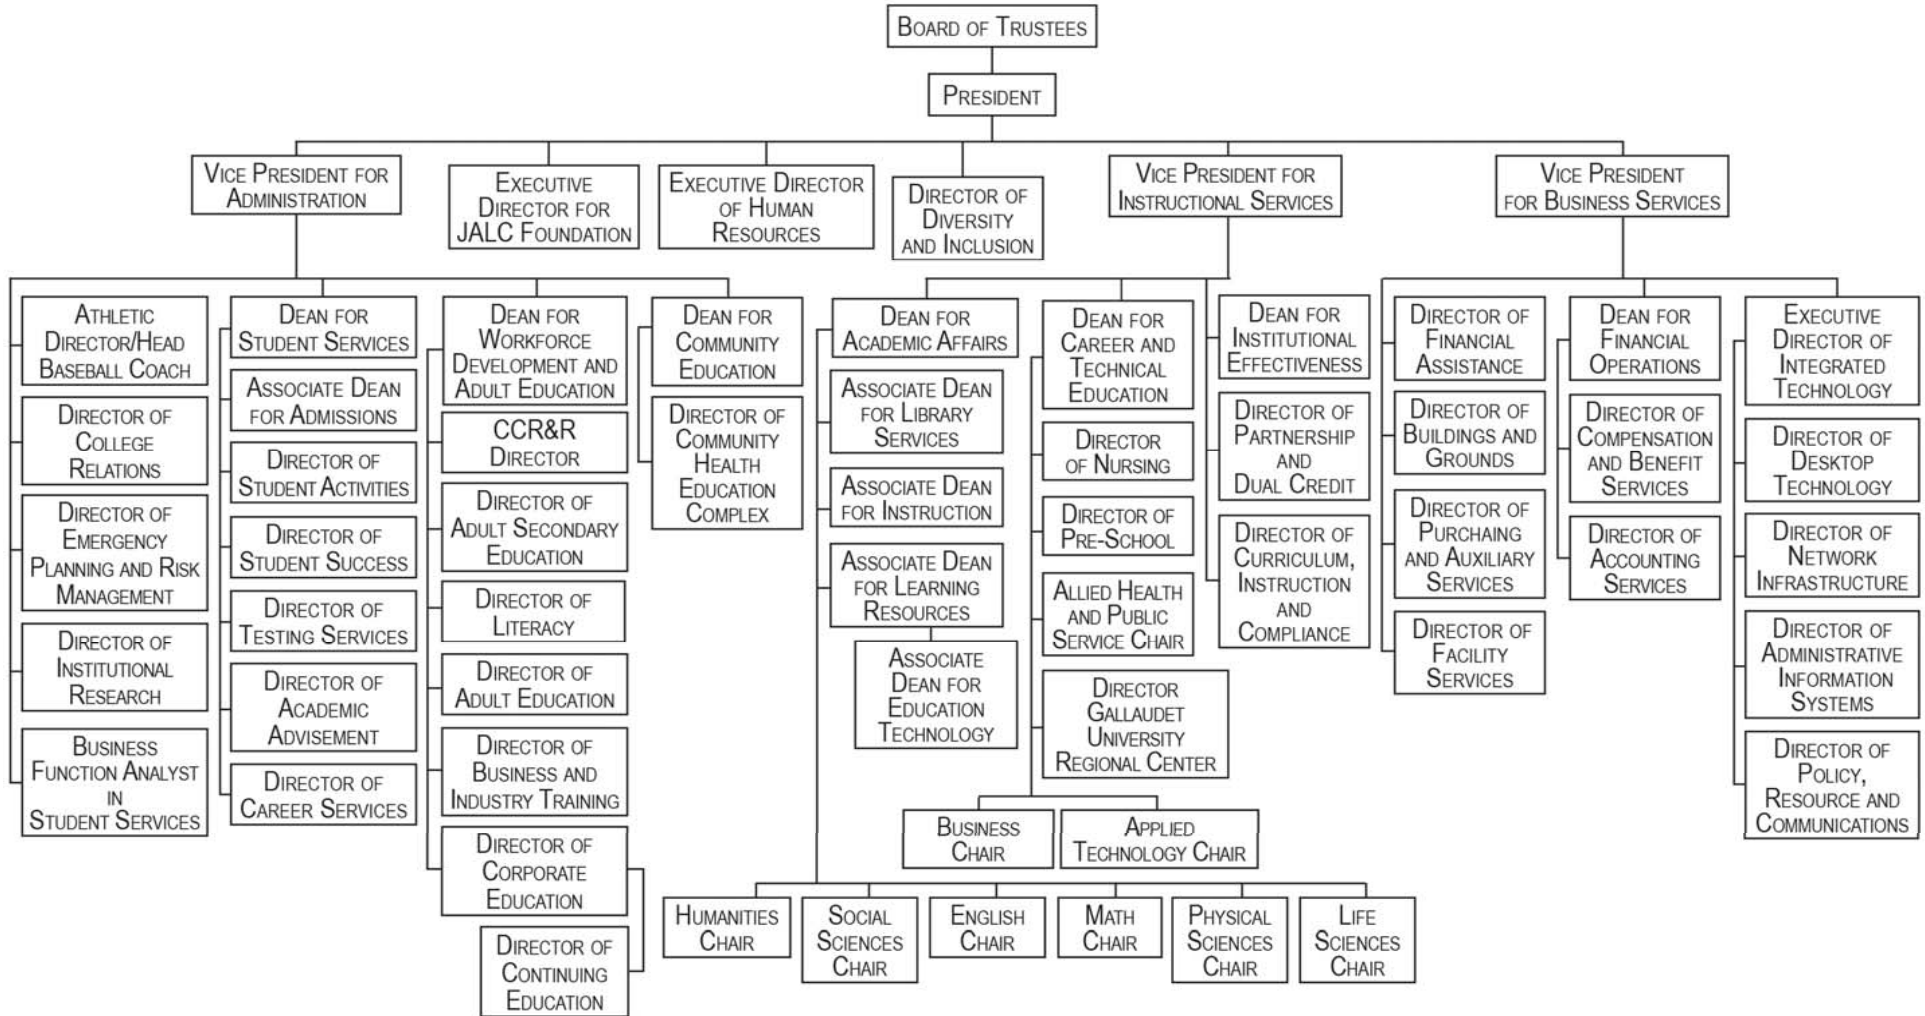 BOARD OF TRUSTEES
PRESIDENT
VICE PRESIDENT FOR
ADMINISTRATION
EXECUTIVE
DIRECTOR FOR
JALC FOUNDATION
EXECUTIVE DIRECTOR
OF HUMAN
RESOURCES
DIRECTOR OF
DIVERSITY
AND INCLUSION
VICE PRESIDENT FOR
INSTRUCTIONAL SERVICES
VICE PRESIDENT
FOR BUSINESS SERVICES
ATHLETIC
DIRECTOR/HEAD
BASEBALL COACH
DIRECTOR OF
COLLEGE
RELATIONS
DIRECTOR OF
EMERGENCY
PLANNING AND RISK
MANAGEMENT
DIRECTOR OF
INSTITUTIONAL
RESEARCH
BUSINESS
FUNCTION ANALYST
IN
STUDENT SERVICES
DEAN FOR
STUDENT SERVICES
ASSOCIATE DEAN
FOR ADMISSIONS
DIRECTOR OF
STUDENT ACTIVITIES
DIRECTOR OF
STUDENT SUCCESS
DIRECTOR OF
TESTING SERVICES
DIRECTOR OF
ACADEMIC
ADVISEMENT
DIRECTOR OF
CAREER SERVICES
DEAN FOR
WORKFORCE
DEVELOPMENT AND
ADULT EDUCATION
CCR&R
DIRECTOR
DIRECTOR OF
ADULT SECONDARY
EDUCATION
DIRECTOR OF
LITERACY
DIRECTOR OF
ADULT EDUCATION
DIRECTOR OF
BUSINESS AND
INDUSTRY TRAINING
DIRECTOR OF
CORPORATE
EDUCATION
DIRECTOR OF
CONTINUING
EDUCATION
DEAN FOR
COMMUNITY
EDUCATION
DIRECTOR OF
COMMUNITY
HEALTH
EDUCATION
COMPLEX
DEAN FOR
ACADEMIC AFFAIRS
ASSOCIATE DEAN
FOR LIBRARY
SERVICES
ASSOCIATE DEAN
FOR INSTRUCTION
ASSOCIATE DEAN
FOR LEARNING
RESOURCES
ASSOCIATE
DEAN FOR
EDUCATION
TECHNOLOGY
DEAN FOR
CAREER AND
TECHNICAL
EDUCATION
DIRECTOR
OF NURSING
DIRECTOR OF
PRE-SCHOOL
ALLIED HEALTH
AND PUBLIC
SERVICE CHAIR
DIRECTOR
GALLAUDET
UNIVERSITY
REGIONAL CENTER
BUSINESS
CHAIR
APPLIED
TECHNOLOGY CHAIR
DEAN FOR
INSTITUTIONAL
EFFECTIVENESS
DIRECTOR OF
PARTNERSHIP
AND
DUAL CREDIT
DIRECTOR OF
CURRICULUM,
INSTRUCTION
AND
COMPLIANCE
HUMANITIES
CHAIR
SOCIAL
SCIENCES
CHAIR
ENGLISH
CHAIR
MATH
CHAIR
PHYSICAL
SCIENCES
CHAIR
LIFE
SCIENCES
CHAIR
DIRECTOR OF
FINANCIAL
ASSISTANCE
DIRECTOR OF
BUILDINGS AND
GROUNDS
DIRECTOR OF
PURCHAING
AND AUXILIARY
SERVICES
DIRECTOR OF
FACILITY
SERVICES
DEAN FOR
FINANCIAL
OPERATIONS
DIRECTOR OF
COMPENSATION
AND BENEFIT
SERVICES
DIRECTOR OF
ACCOUNTING
SERVICES
EXECUTIVE
DIRECTOR OF
INTEGRATED
TECHNOLOGY
DIRECTOR OF
DESKTOP
TECHNOLOGY
DIRECTOR OF
NETWORK
INFRASTRUCTURE
DIRECTOR OF
ADMINISTRATIVE
INFORMATION
SYSTEMS
DIRECTOR OF
POLICY,
RESOURCE AND
COMMUNICATIONS